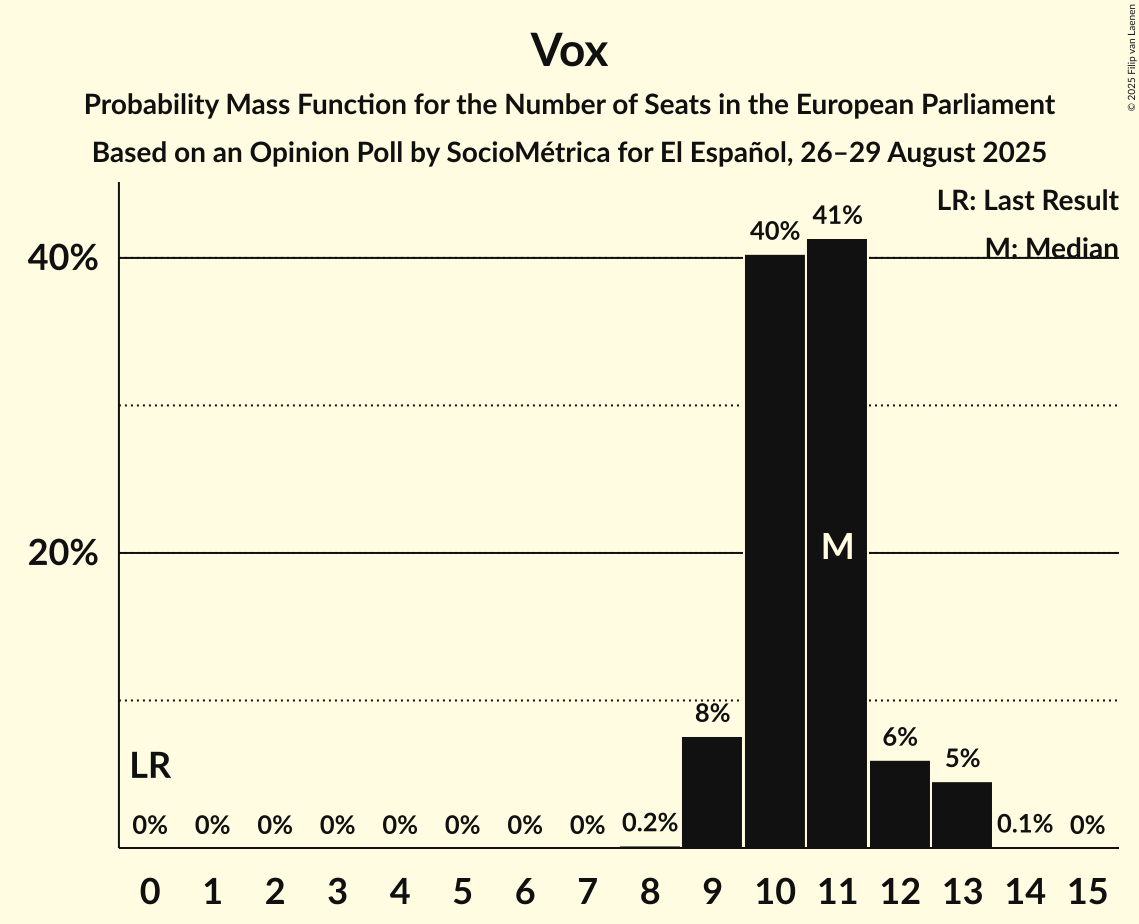 Vox
Probability Mass Function for the Number of Seats in the European Parliament
Based on an Opinion Poll by SocioMétrica for El Español, 26–29 August 2025
© 2025 Filip van Laenen
LR: Last Result
M: Median
40%
20%
LR
M
0% 0% 0% 0% 0% 0% 0% 0% 0.2% 8% 40% 41% 6% 5% 0.1% 0%
0 1 2 3 4 5 6 7 8 9 10 11 12 13 14 15